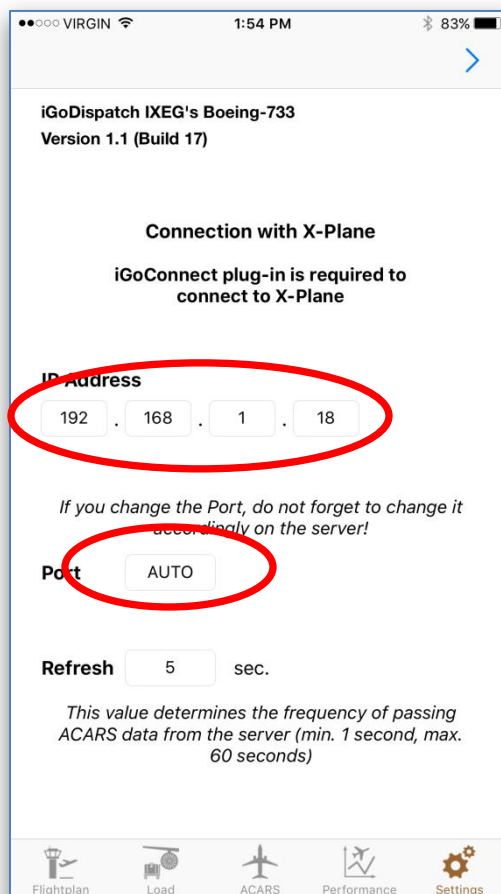 VIRGIN 1:54 PM 83%
iGoDispatch IXEG's Boeing-733
Version 1.1 (Build 17)
Connection with X-Plane
iGoConnect plug-in is required to
connect to X-Plane
IP Address
192 . 168 . 1 . 18
If you change the Port, do not forget to change it
accordingly on the server!
Port AUTO
Refresh 5 sec.
This value determines the frequency of passing
ACARS data from the server (min. 1 second, max.
60 seconds)
Flightplan Load ACARS Performance Settings